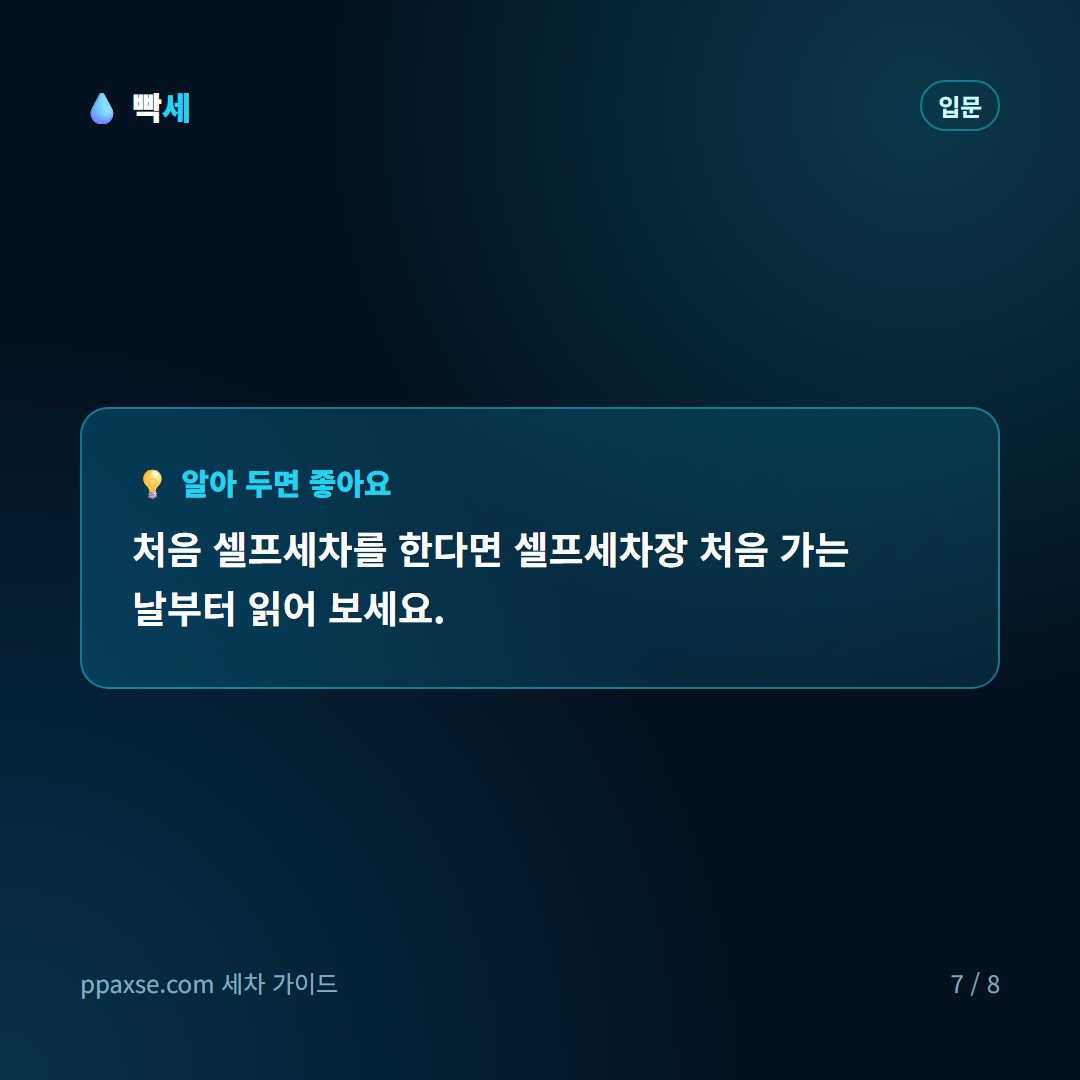 빡세
입문
알아 두면 좋아요
처음 셀프세차를 한다면 셀프세차장 처음 가는
날부터 읽어 보세요.
ppaxse.com 세차 가이드
7 / 8